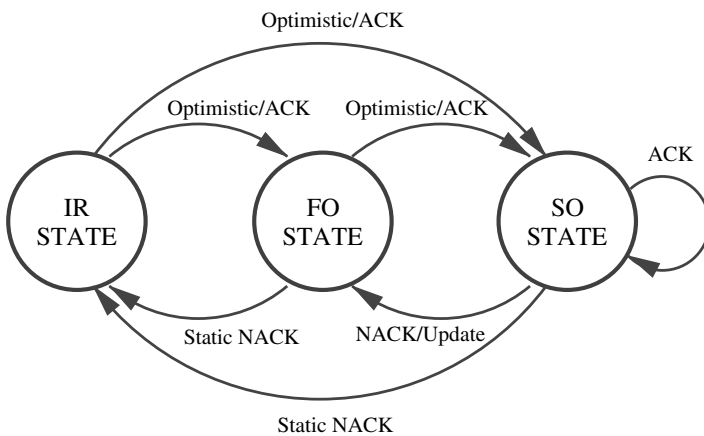 Optimistic/ACK
Optimistic/ACK
Optimistic/ACK
ACK
IR
STATE
FO
STATE
SO
STATE
Static NACK
NACK/Update
Static NACK